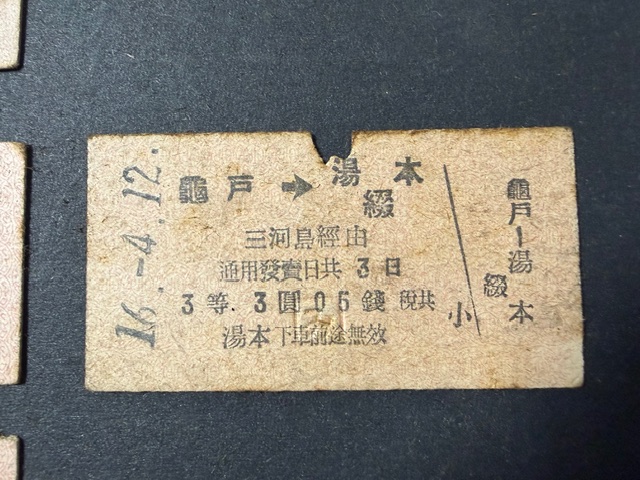 16.-4.12.
龜戸➡湯本
綴
三河島經由
通用發賣日共3日
3等.3圓05錢 税共
湯本下車前途無效
小
龜戸ー湯本
綴